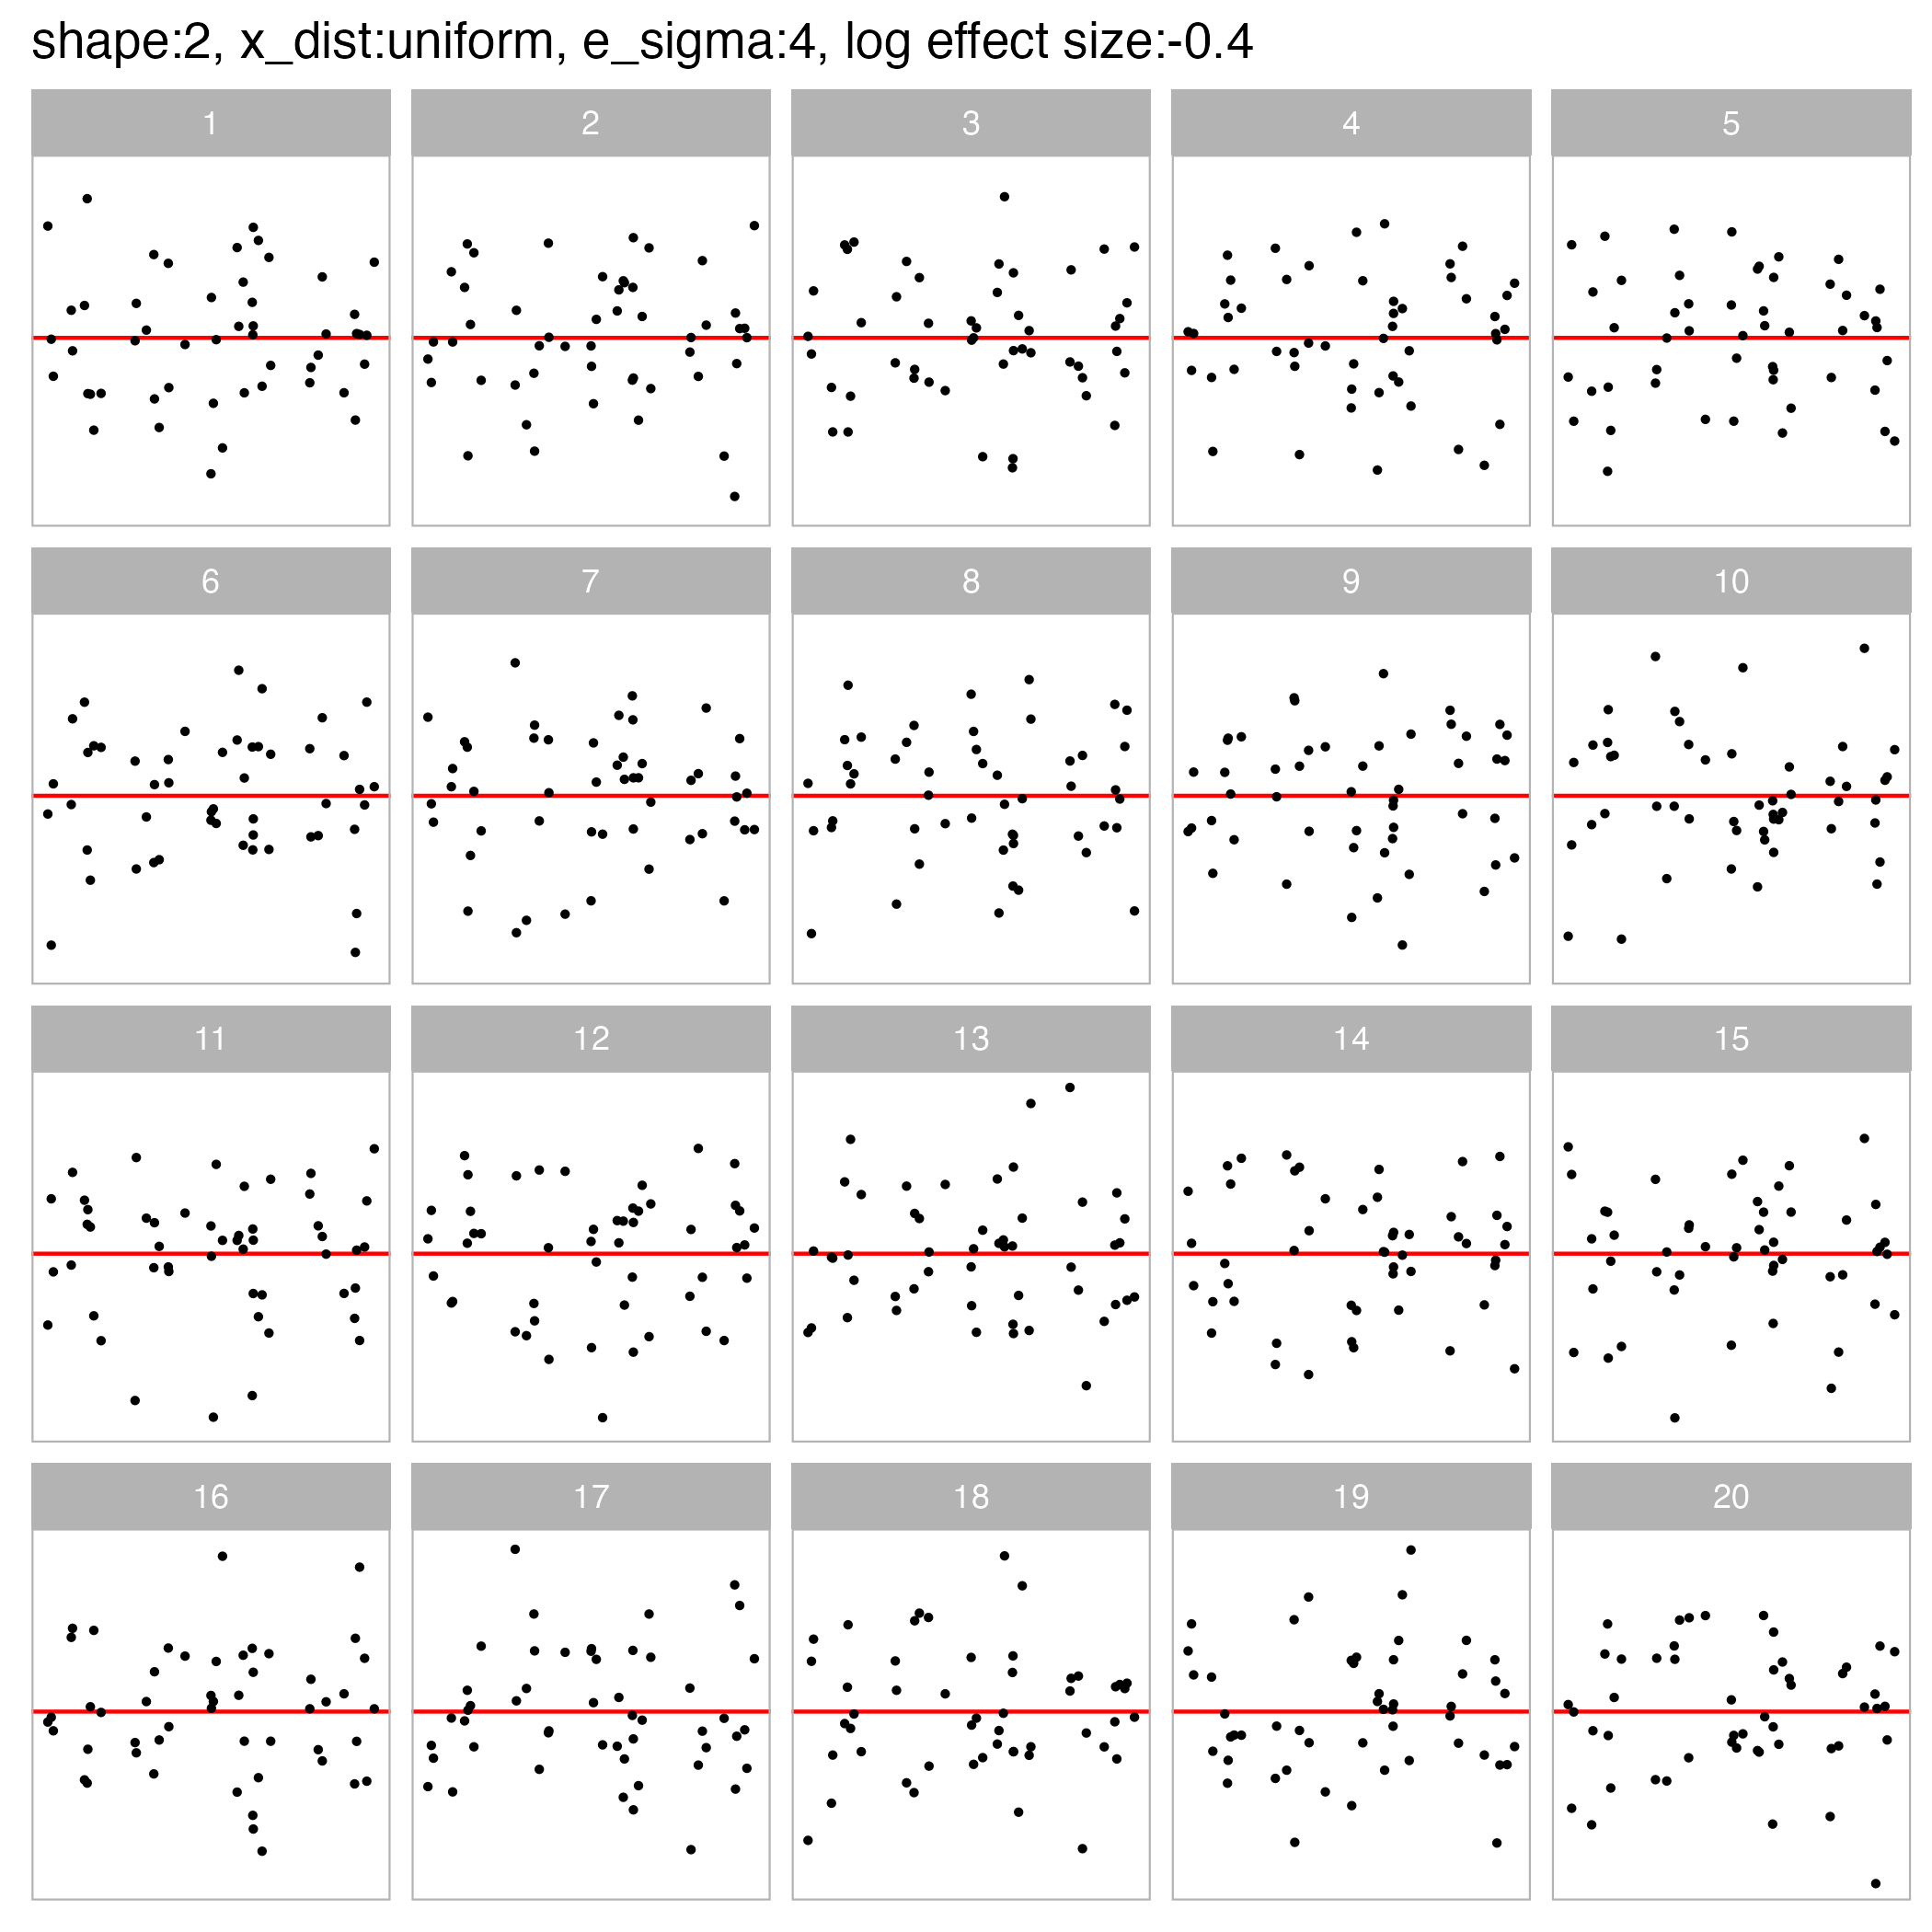 shape:2, x_dist:uniform, e_sigma:4, log effect size:-0.4
1 2 3 4 5
6 7 8 9 10
11 12 13 14 15
16 17 18 19 20